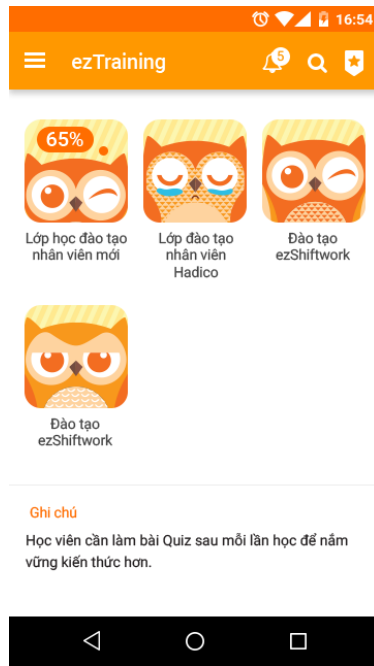 16:54
ezTraining
5
65%
Lớp học đào tạo
nhân viên mới
Lớp đào tạo
nhân viên
Hadico
Đào tạo
ezShiftwork
Đào tạo
ezShiftwork
Ghi chú
Học viên cần làm bài Quiz sau mỗi lần học để nắm
vững kiến thức hơn.